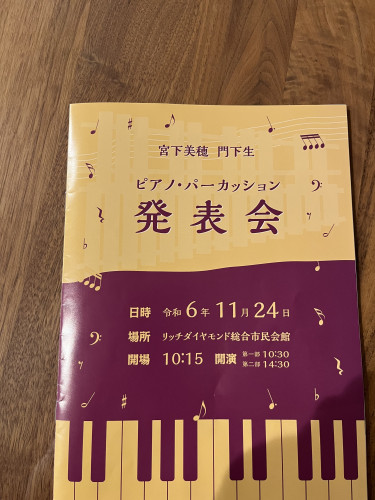 宮下美穂 門下生
ピアノ・パーカッション
発表会
日時 令和6年11月24日
場所 リッチダイヤモンド総合市民会館
開場 10:15 開演 第一部 10:30
第二部 14:30